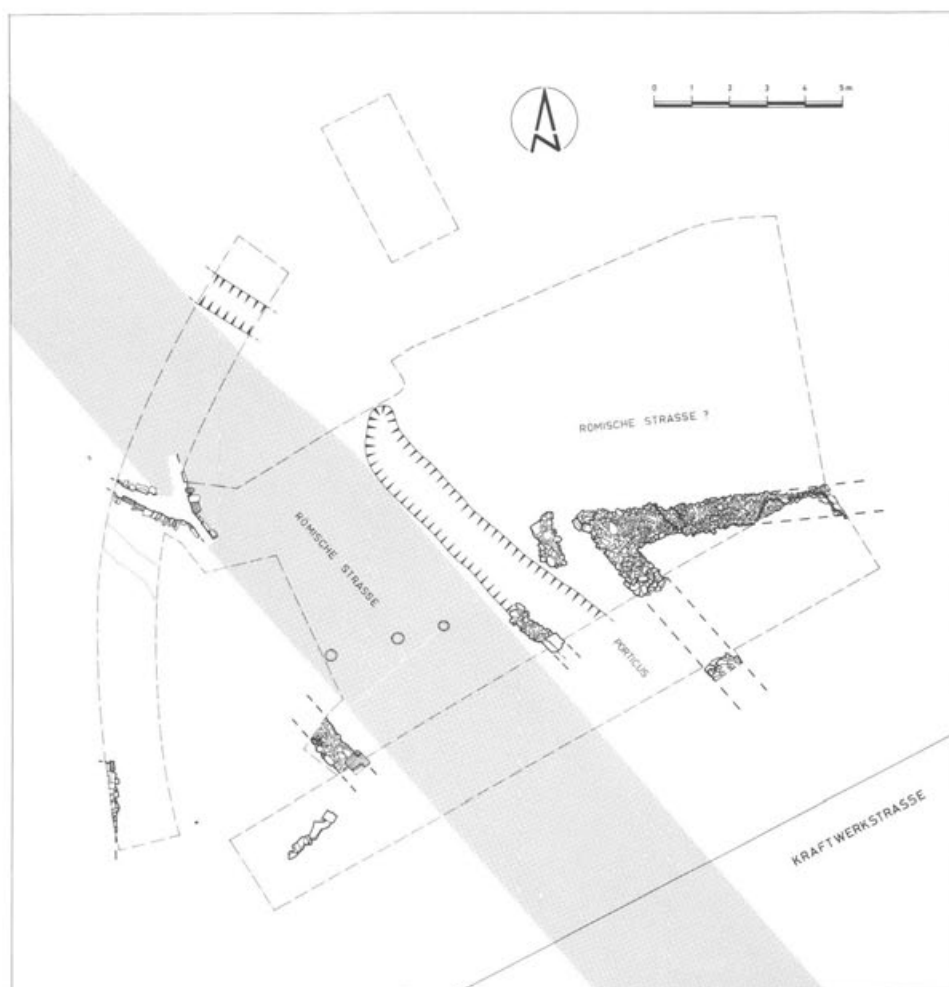 0 1 2 3 4 5 m
N
RÖMISCHE STRASSE ?
RÖMISCHE STRASSE
PORTICUS
KRAFTWERKSTRASSE